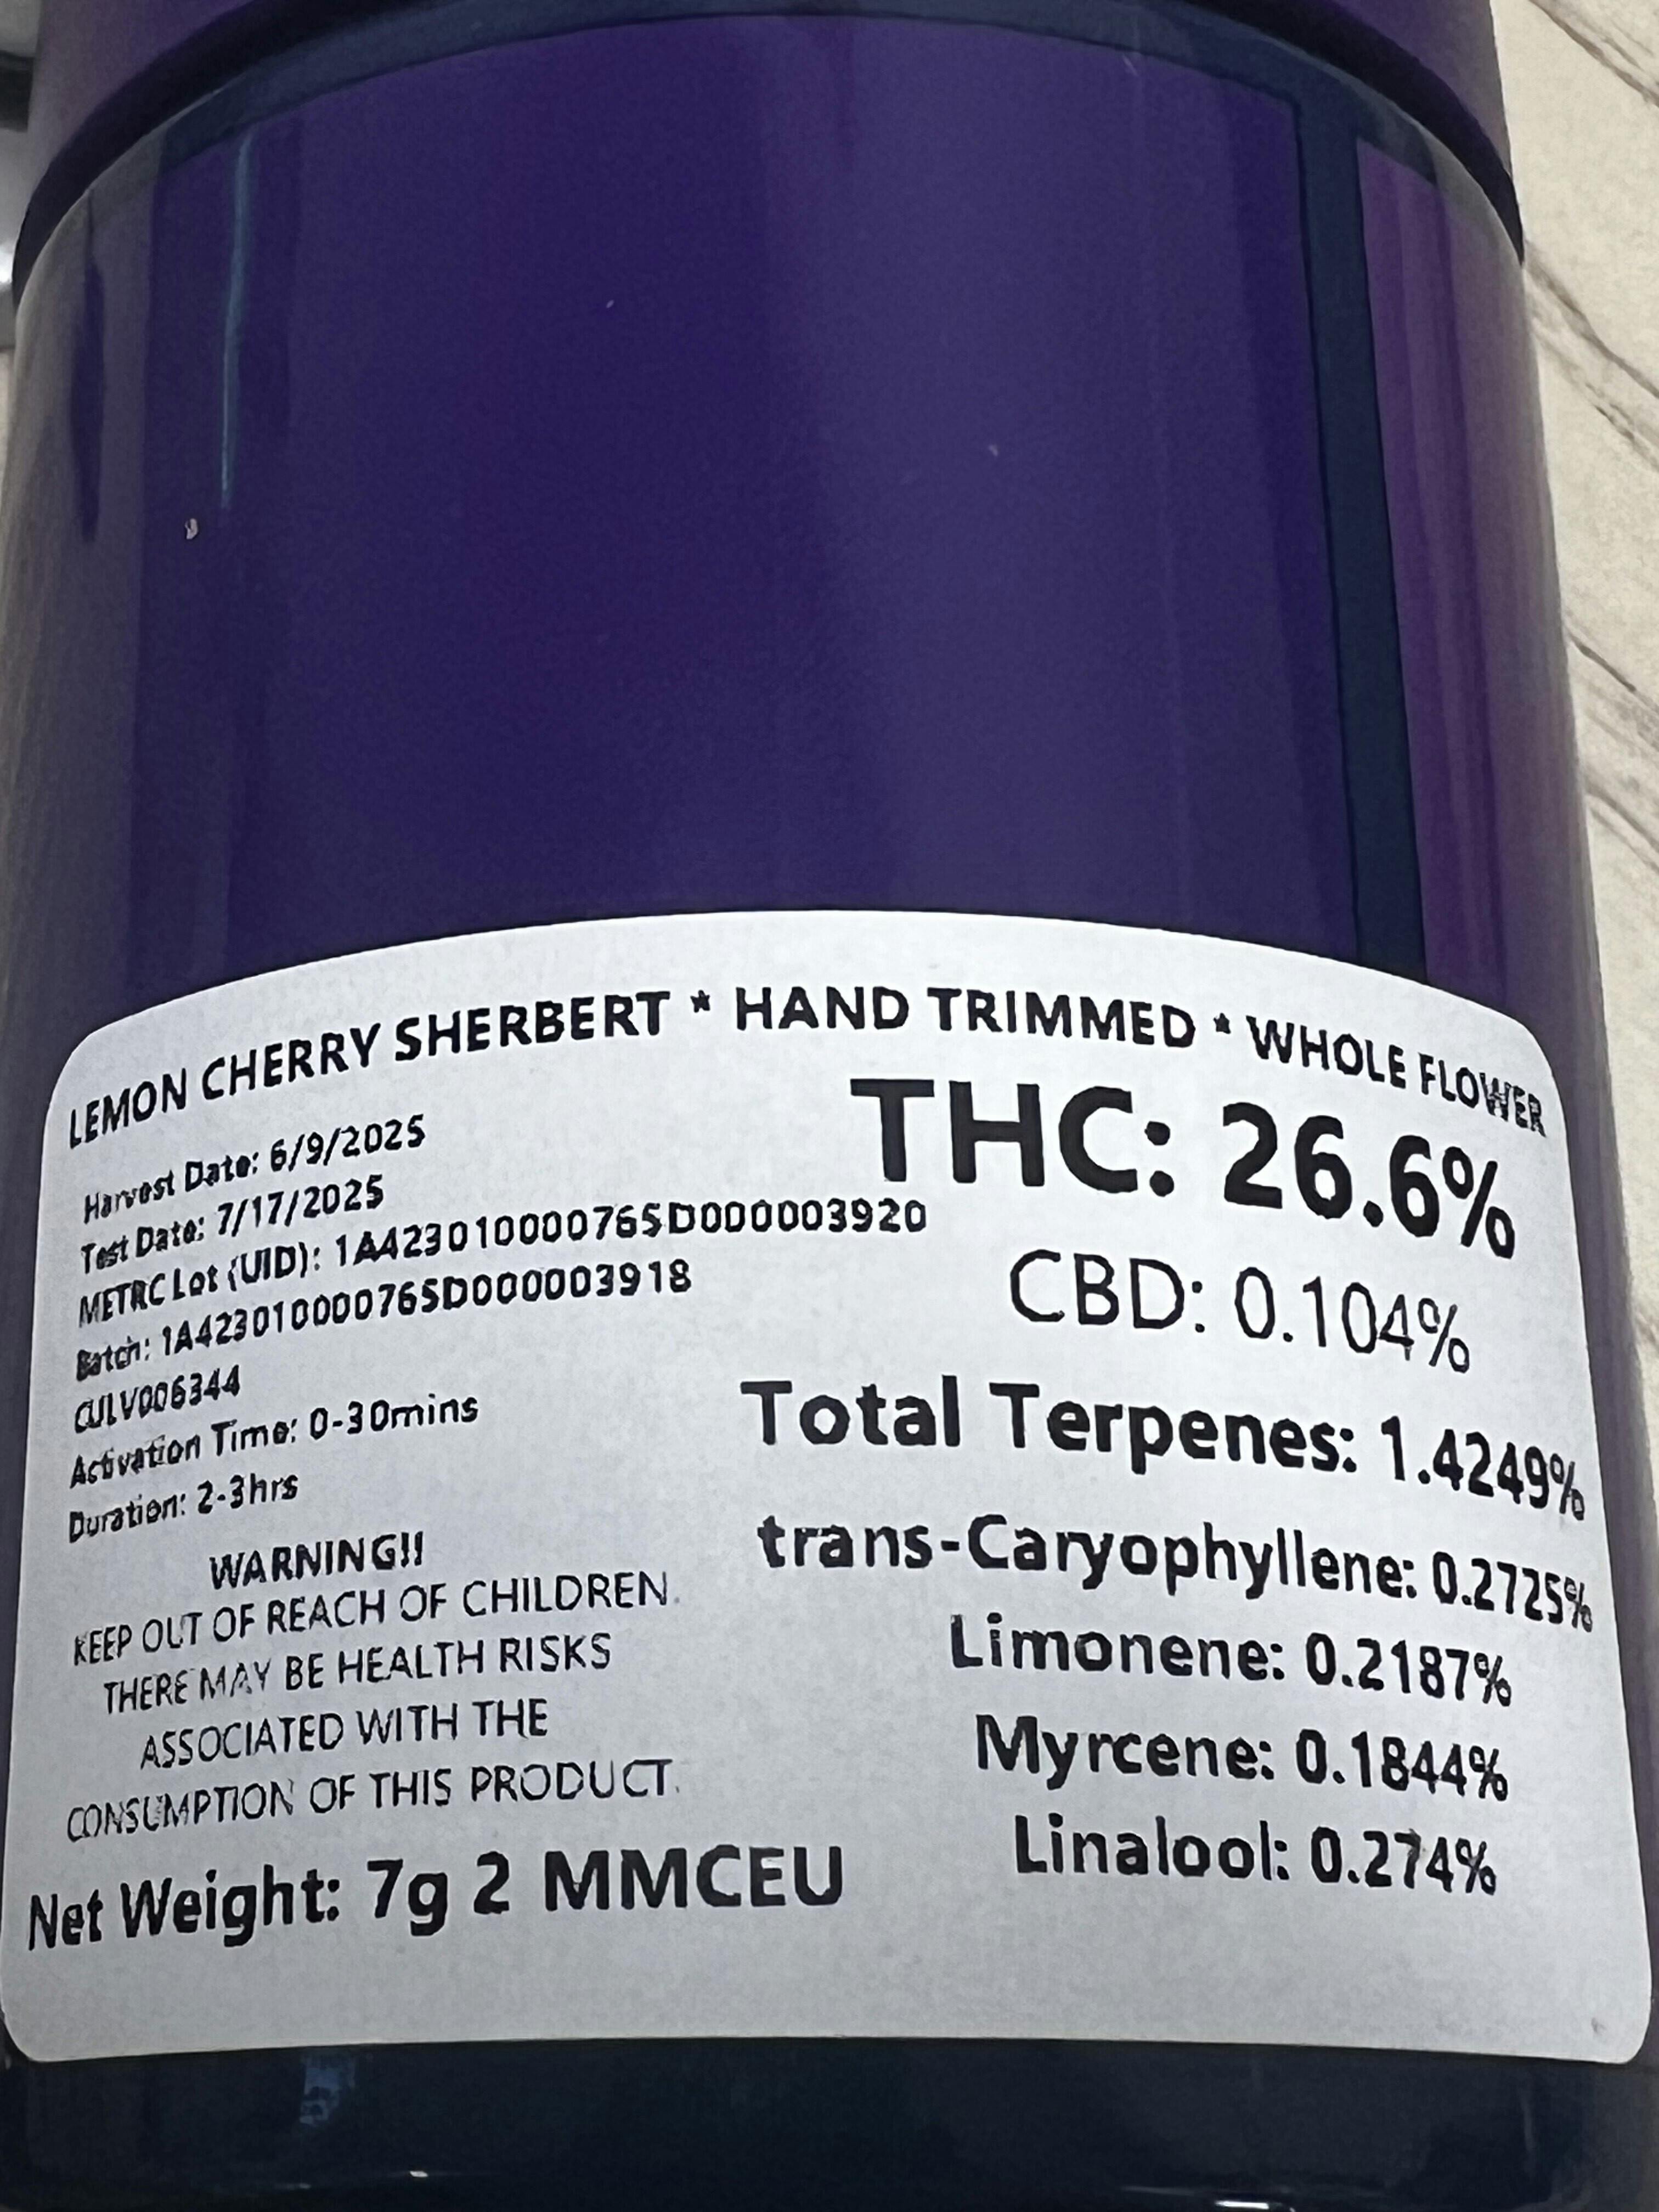 LEMON CHERRY SHERBERT * HAND TRIMMED * WHOLE FLOWER
Harvest Date: 6/9/2025
Test Date: 7/17/2025
METRC Lot (UID): 1A423010000765D000003920
Batch: 1A423010000765D000003918
CULV006344
Activation Time: 0-30mins
Duration: 2-3hrs
WARNING!!
KEEP OUT OF REACH OF CHILDREN.
THERE MAY BE HEALTH RISKS
ASSOCIATED WITH THE
CONSUMPTION OF THIS PRODUCT.
Net Weight: 7g 2 MMCEU
THC: 26.6%
CBD: 0.104%
Total Terpenes: 1.4249%
trans-Caryophyllene: 0.2725%
Limonene: 0.2187%
Myrcene: 0.1844%
Linalool: 0.274%